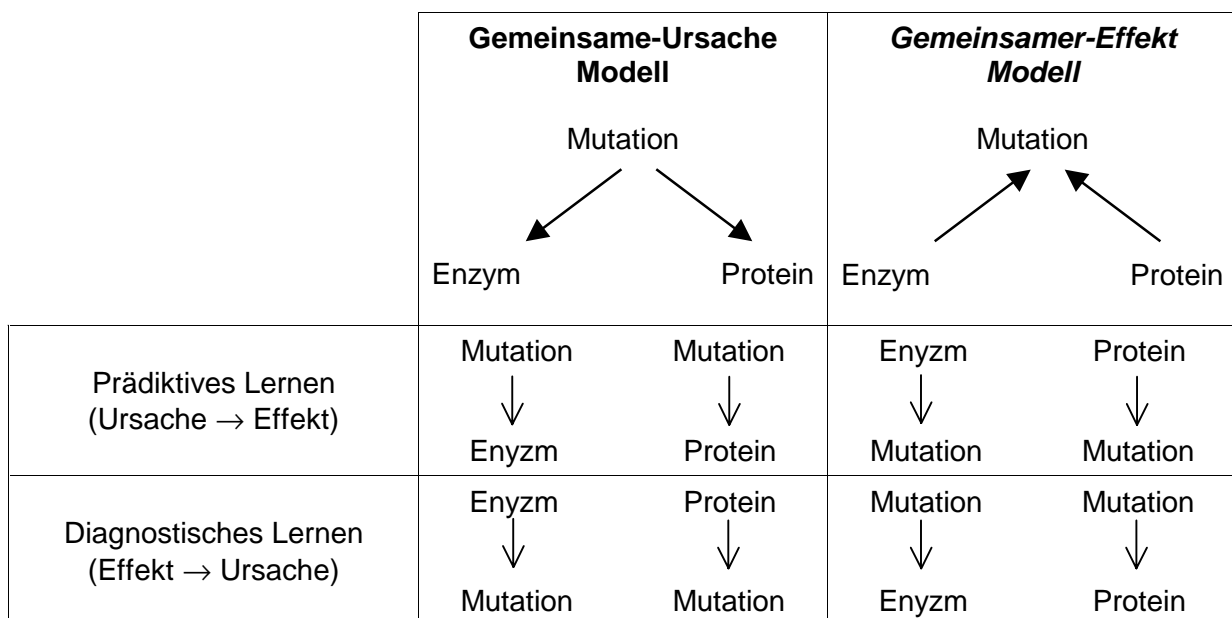 Gemeinsame-Ursache Modell
Gemeinsamer-Effekt Modell
Mutation
Mutation
Enzym Protein
Enzym Protein
Prädiktives Lernen
(Ursache → Effekt)
Mutation Mutation Enyzm Protein
Enyzm Protein Mutation Mutation
Diagnostisches Lernen
(Effekt → Ursache)
Enyzm Protein Mutation Mutation
Mutation Mutation Enyzm Protein